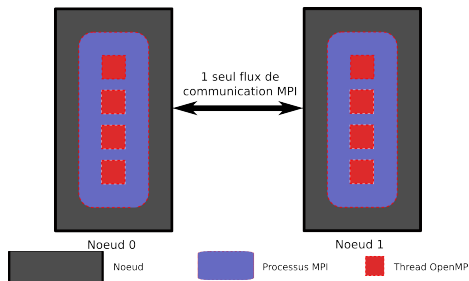 1 seul flux de
communication MPI
Noeud 0
Noeud 1
Noeud
Processus MPI
Thread OpenMP